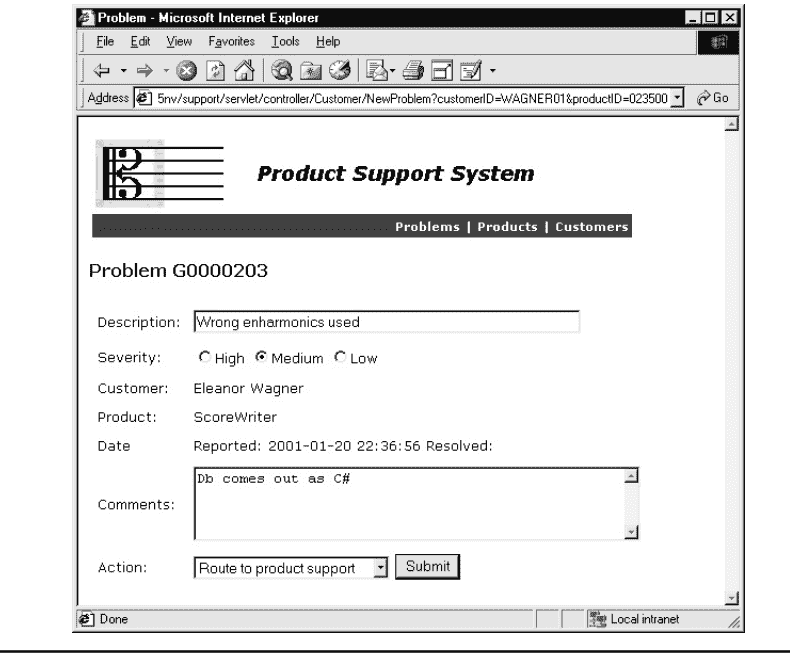 Problem - Microsoft Internet Explorer
File Edit View Favorites Tools Help
Address 5nv/support/servlet/controller/Customer/NewProblem?customerID=WAGNER01&productID=023500 Go
Product Support System
Problems | Products | Customers
Problem G0000203
Description: Wrong enharmonics used
Severity: High Medium Low
Customer: Eleanor Wagner
Product: ScoreWriter
Date Reported: 2001-01-20 22:36:56 Resolved:
Db comes out as C#
Comments:
Action: Route to product support Submit
Done Local intranet